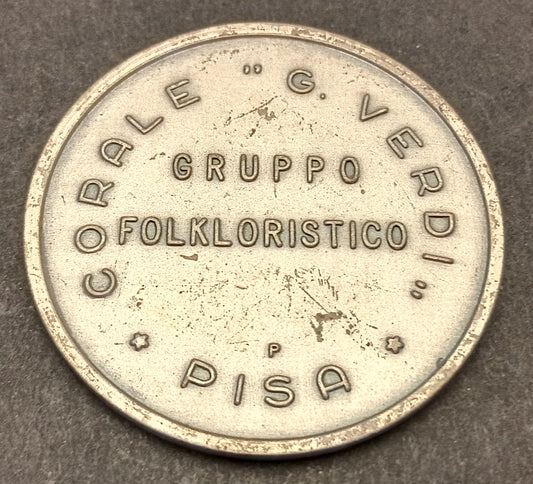 CORALE "G. VERDI"
GRUPPO
FOLKLORISTICO
P
* PISA *